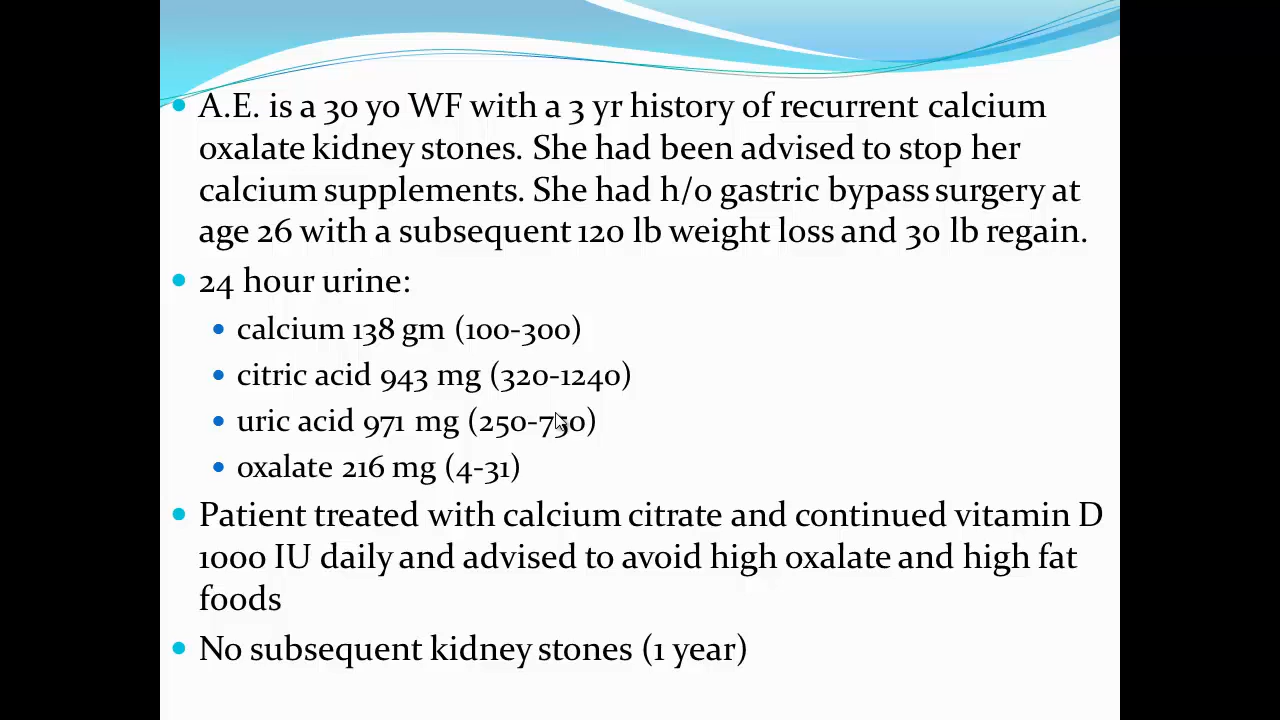 A.E. is a 30 yo WF with a 3 yr history of recurrent calcium
oxalate kidney stones. She had been advised to stop her
calcium supplements. She had h/o gastric bypass surgery at
age 26 with a subsequent 120 lb weight loss and 30 lb regain.
24 hour urine:
calcium 138 gm (100-300)
citric acid 943 mg (320-1240)
uric acid 971 mg (250-750)
oxalate 216 mg (4-31)
Patient treated with calcium citrate and continued vitamin D
1000 IU daily and advised to avoid high oxalate and high fat
foods
No subsequent kidney stones (1 year)